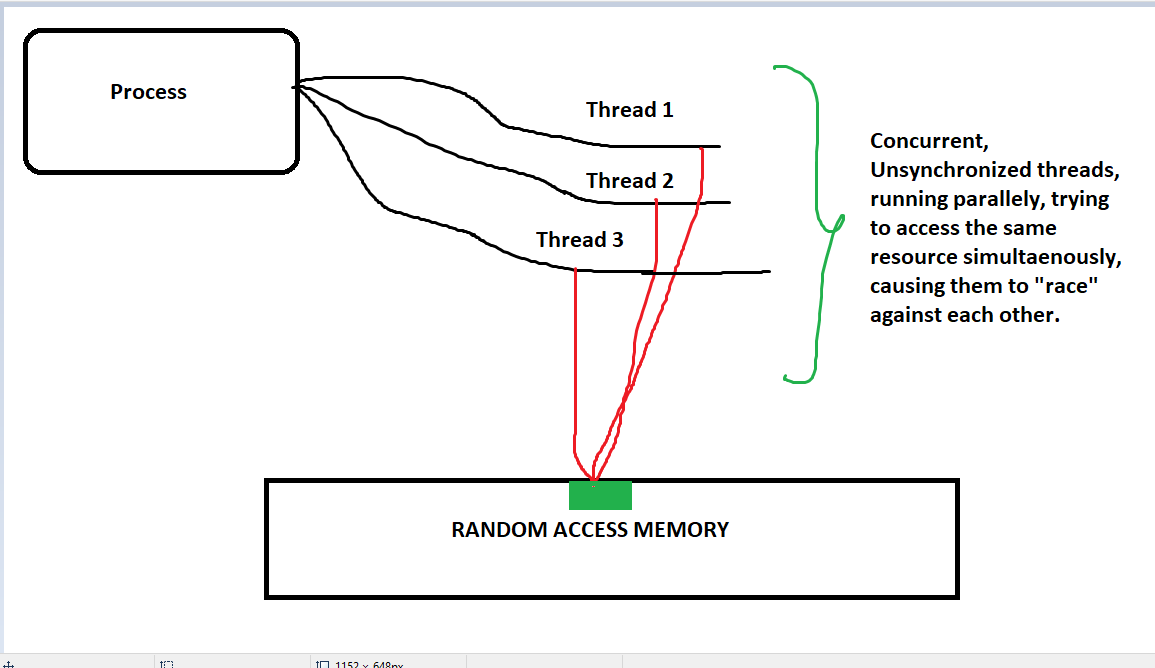 Process
Thread 1
Thread 2
Thread 3
Concurrent,
Unsynchronized threads,
running parallely, trying
to access the same
resource simultaenously,
causing them to "race"
against each other.
RANDOM ACCESS MEMORY
1152 × 648px